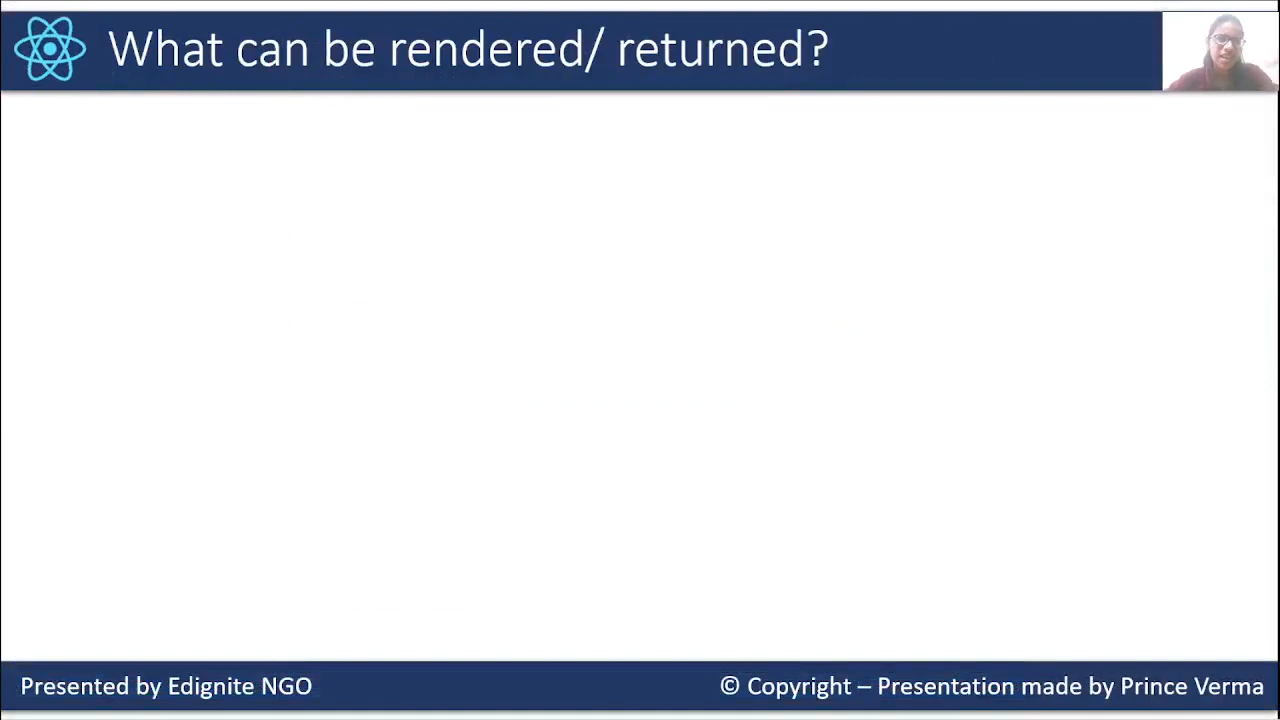 What can be rendered/ returned?
Presented by Edignite NGO
© Copyright – Presentation made by Prince Verma